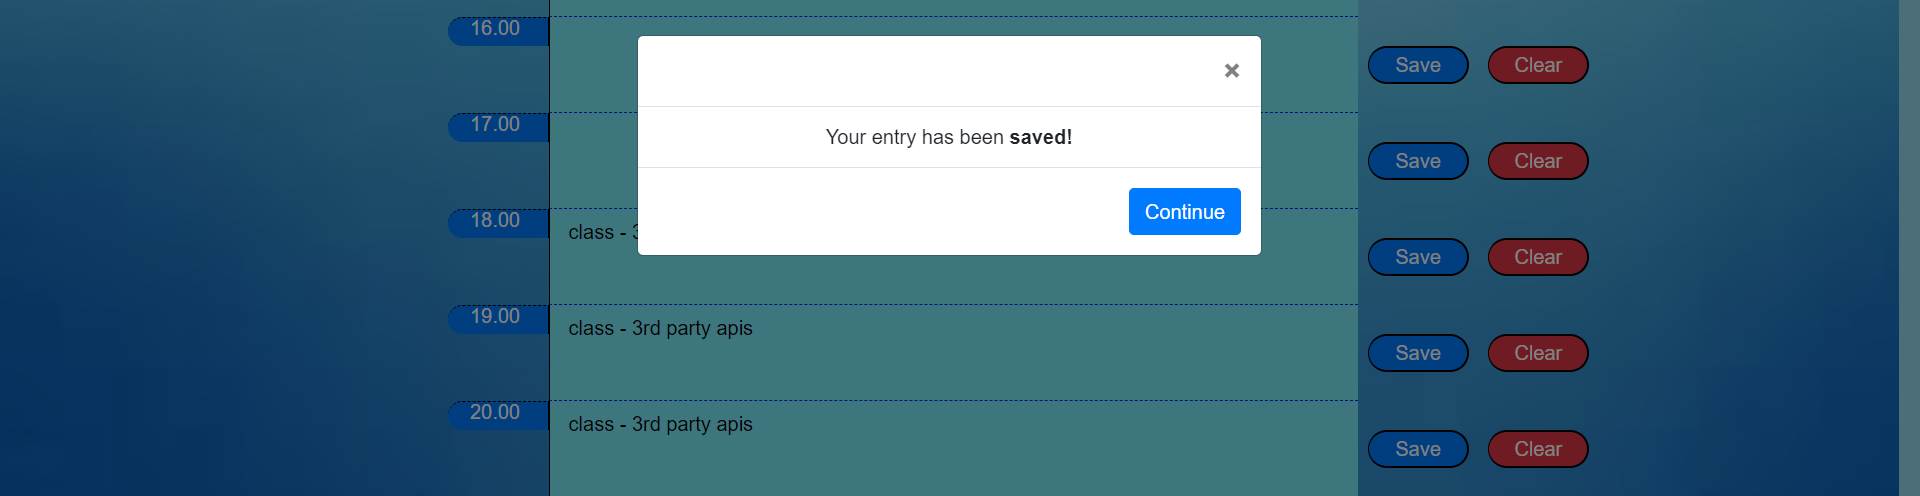 16.00
Save Clear
×
17.00
Your entry has been saved!
Save Clear
Continue
18.00
class - 3
Save Clear
19.00
class - 3rd party apis
Save Clear
20.00
class - 3rd party apis
Save Clear